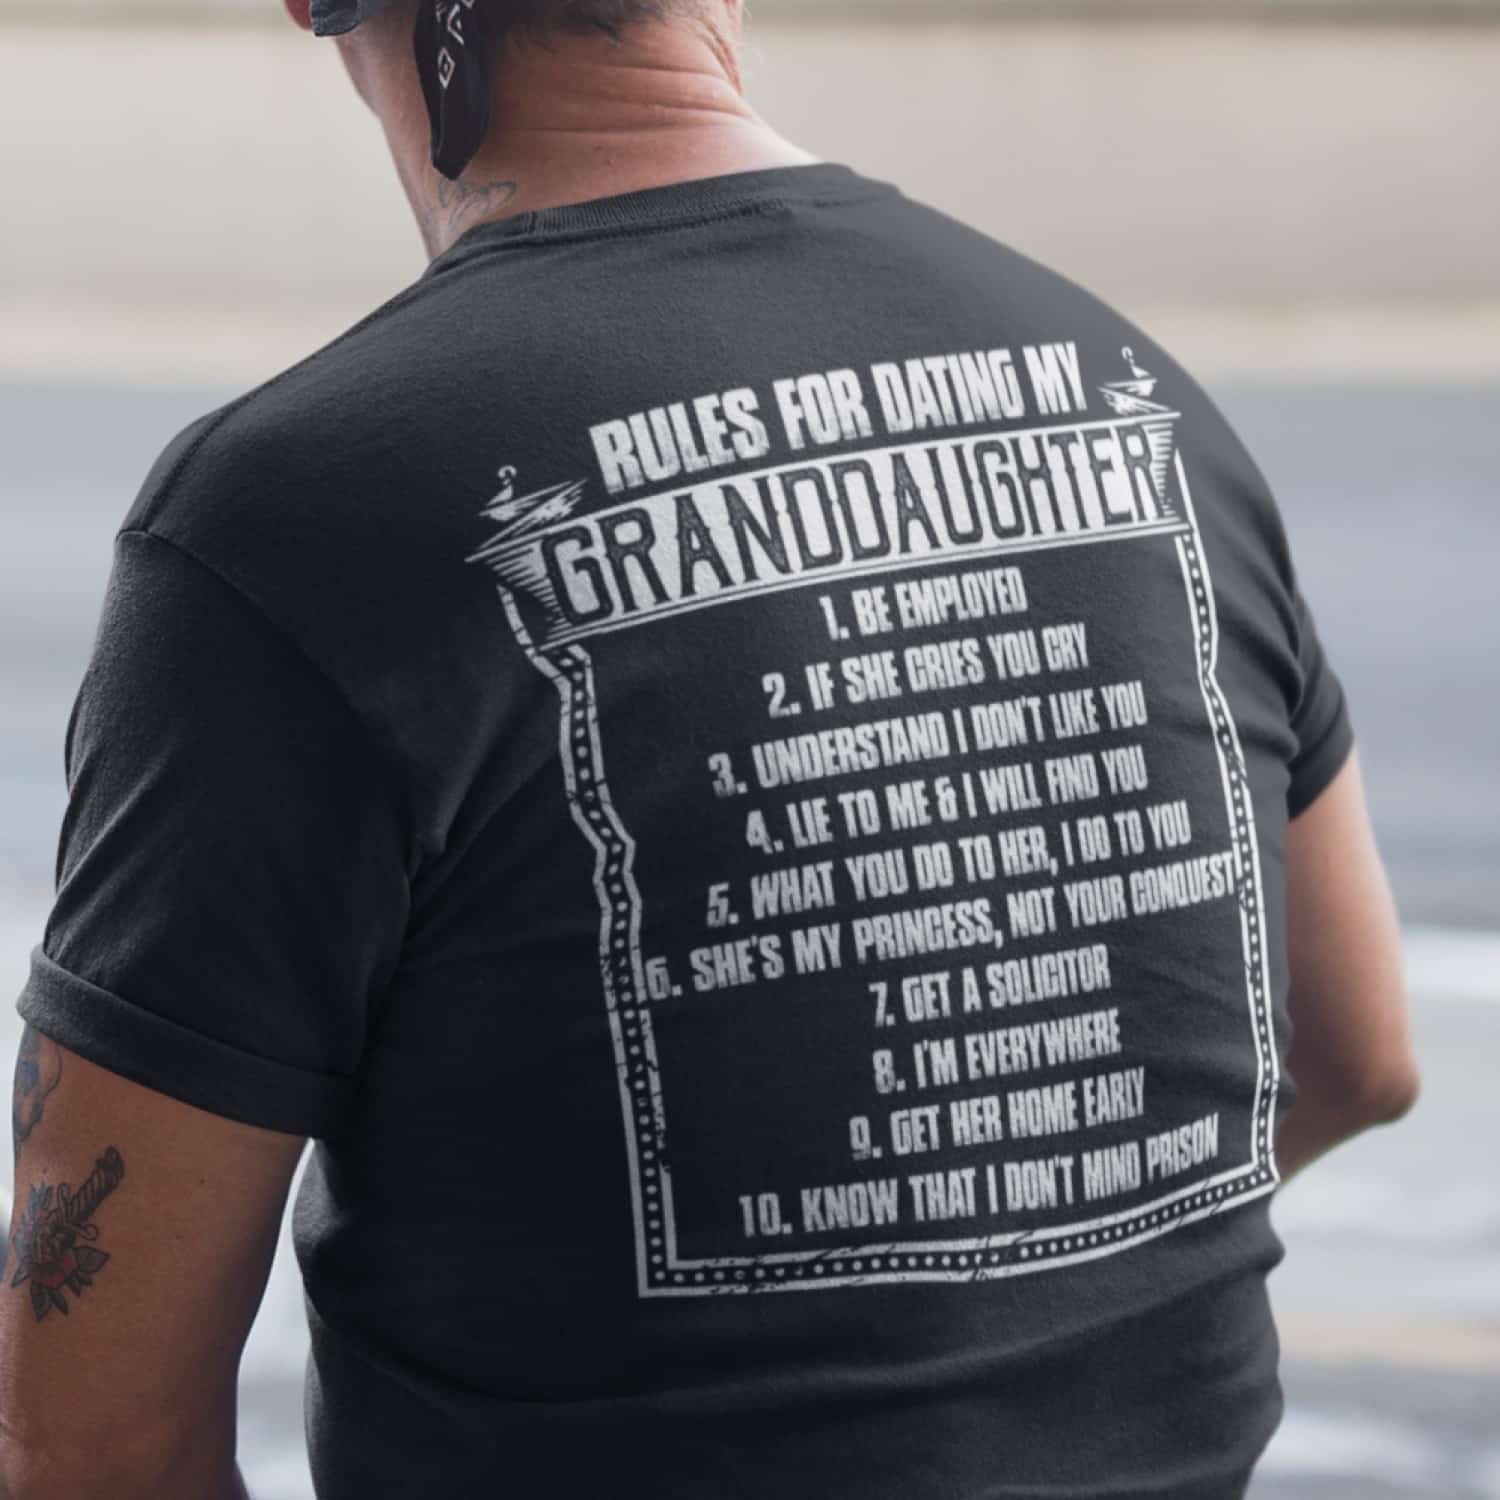 RULES FOR DATING MY
GRANDDAUGHTER
1. BE EMPLOYED
2. IF SHE CRIES YOU CRY
3. UNDERSTAND I DON'T LIKE YOU
4. LIE TO ME & I WILL FIND YOU
5. WHAT YOU DO TO HER, I DO TO YOU
6. SHE'S MY PRINCESS, NOT YOUR CONQUEST
7. GET A SOLICITOR
8. I'M EVERYWHERE
9. GET HER HOME EARLY
10. KNOW THAT I DON'T MIND PRISON